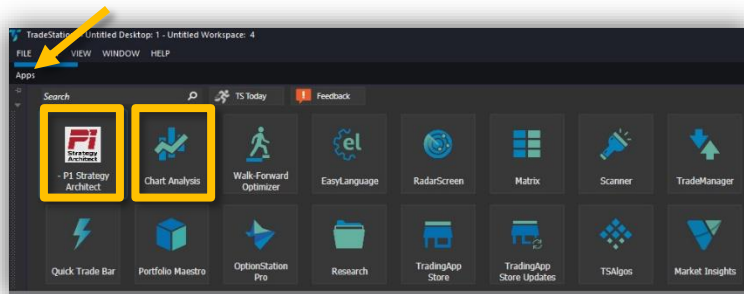 TradeStation - Untitled Desktop: 1 - Untitled Workspace: 4
FILE VIEW WINDOW HELP
Apps
Search TS Today Feedback
P1
Strategy
Architect
- P1 Strategy
Architect
Chart Analysis
Walk-Forward
Optimizer
el
EasyLanguage
RadarScreen
Matrix
Scanner
TradeManager
Quick Trade Bar
Portfolio Maestro
OptionStation
Pro
Research
TradingApp
Store
TradingApp
Store Updates
TSAlgos
Market Insights